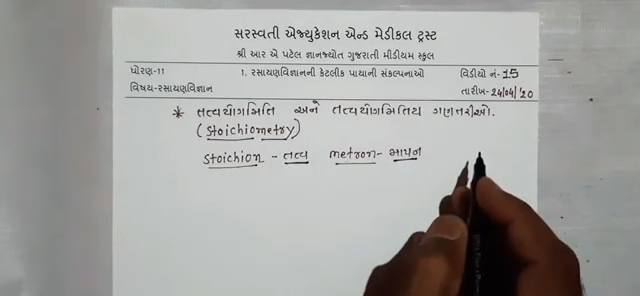 સરસ્વતી એજ્યુકેશન એન્ડ મેડીકલ ટ્રસ્ટ
શ્રી આર એ પટેલ જ્ઞાનજ્યોત ગુજરાતી મીડીયમ સ્કુલ
ધોરણ-11 1. રસાયણવિજ્ઞાનની કેટલીક પાયાની સંકલ્પનાઓ વિડીયો નં- 15
વિષય-રસાયણવિજ્ઞાન તારીખ- 24/04/'20
* તત્વયોગમિતિ અને તત્વયોગમિતિય ગણતરીઓ.
(Stoichiometry)
Stoichion - તત્વ metron - માપન